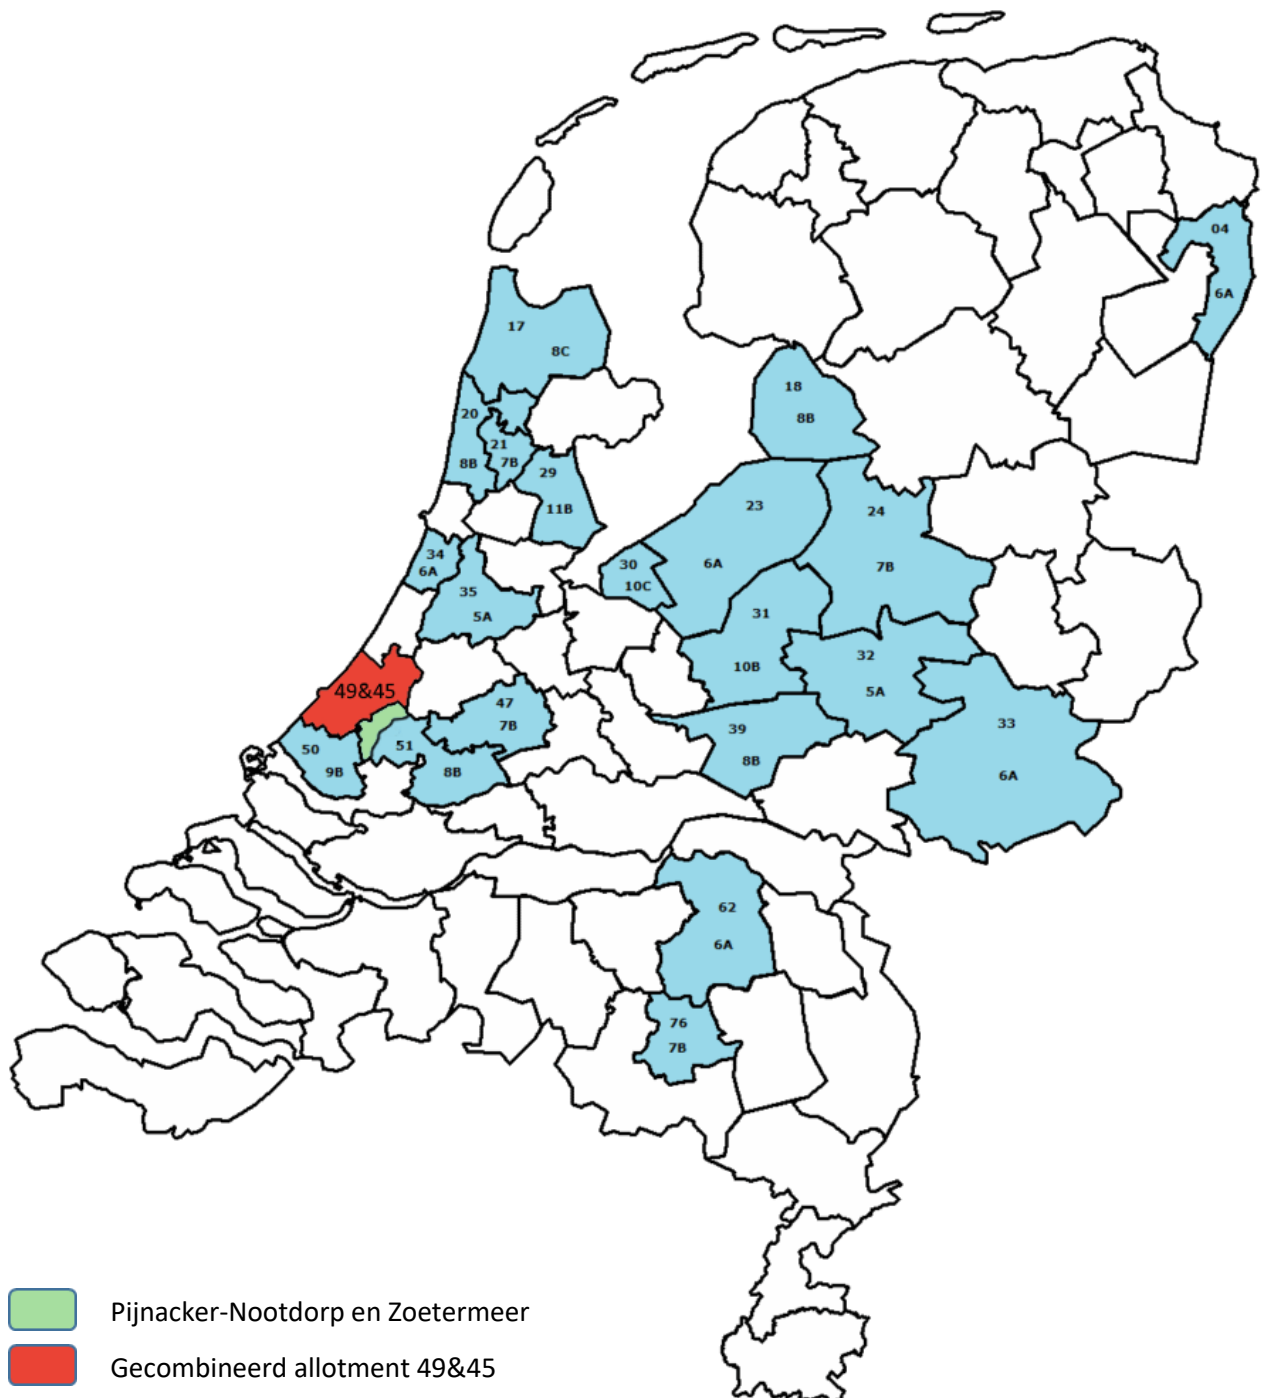 04
6A
17
8C
18
8B
20
21
8B
7B
29
11B
23
24
34
6A
30
10C
6A
7B
35
5A
31
10B
32
5A
49&45
47
7B
33
6A
39
8B
50
51
9B
8B
62
6A
76
7B
Pijnacker-Nootdorp en Zoetermeer
Gecombineerd allotment 49&45